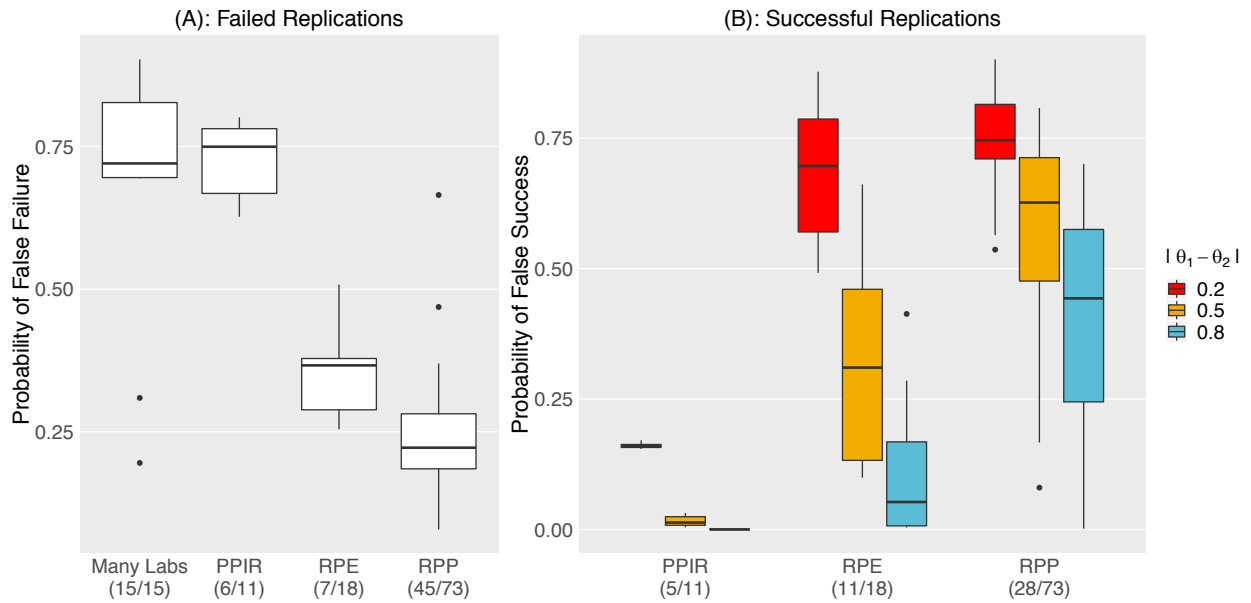 (A): Failed Replications
Probability of False Failure
0.75
0.50
0.25
Many Labs
(15/15)
PPIR
(6/11)
RPE
(7/18)
RPP
(45/73)
(B): Successful Replications
Probability of False Success
0.75
0.50
0.25
0.00
PPIR
(5/11)
RPE
(11/18)
RPP
(28/73)
| θ₁ − θ₂ |
0.2
0.5
0.8